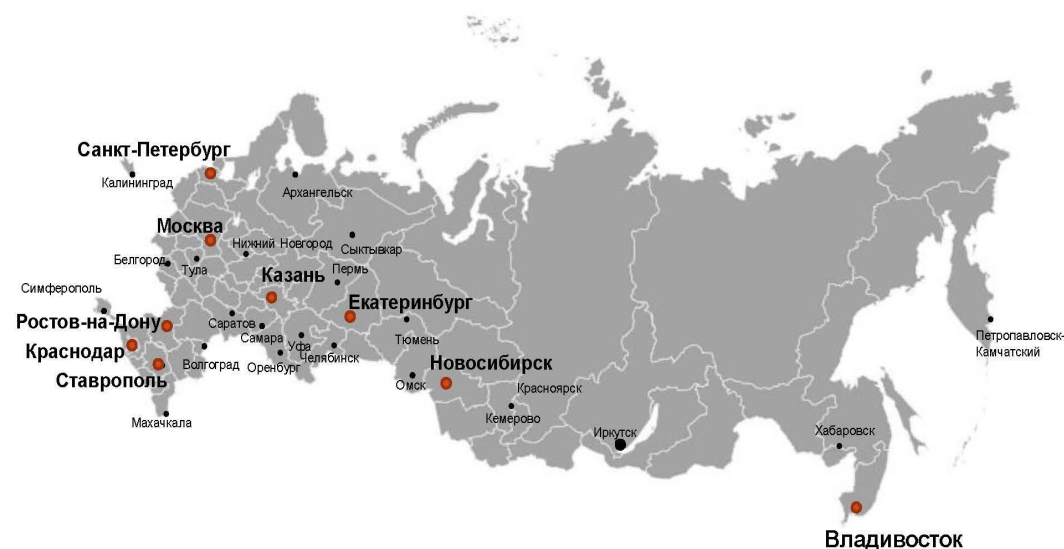 Санкт-Петербург
Калининград
Архангельск
Москва
Нижний Новгород
Сыктывкар
Белгород
Тула
Казань
Пермь
Симферополь
Екатеринбург
Ростов-на-Дону
Саратов
Самара
Тюмень
Петропавловск-
Камчатский
Краснодар
Уфа
Челябинск
Волгоград
Оренбург
Новосибирск
Ставрополь
Омск
Красноярск
Кемерово
Махачкала
Иркутск
Хабаровск
Владивосток